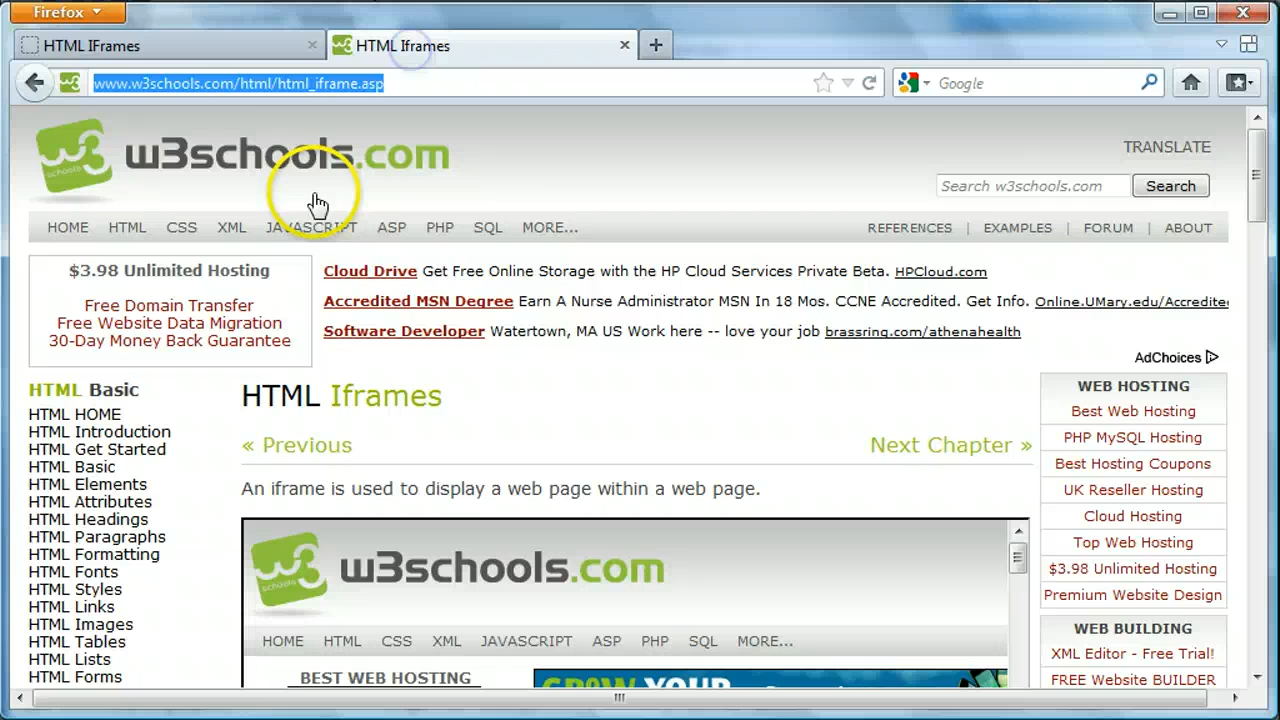 Firefox
HTML IFrames
HTML Iframes
www.w3schools.com/html/html_iframe.asp
Google
w3schools.com
TRANSLATE
Search w3schools.com
Search
HOME HTML CSS XML JAVASCRIPT ASP PHP SQL MORE...
REFERENCES | EXAMPLES | FORUM | ABOUT
$3.98 Unlimited Hosting
Free Domain Transfer
Free Website Data Migration
30-Day Money Back Guarantee
Cloud Drive Get Free Online Storage with the HP Cloud Services Private Beta. HPCloud.com
Accredited MSN Degree Earn A Nurse Administrator MSN In 18 Mos. CCNE Accredited. Get Info. Online.UMary.edu/Accredite
Software Developer Watertown, MA US Work here -- love your job brassring.com/athenahealth
AdChoices
HTML Basic
HTML HOME
HTML Introduction
HTML Get Started
HTML Basic
HTML Elements
HTML Attributes
HTML Headings
HTML Paragraphs
HTML Formatting
HTML Fonts
HTML Styles
HTML Links
HTML Images
HTML Tables
HTML Lists
HTML Forms
HTML Iframes
« Previous
Next Chapter »
An iframe is used to display a web page within a web page.
w3schools.com
HOME HTML CSS XML JAVASCRIPT ASP PHP SQL MORE...
BEST WEB HOSTING
GROW YOUR
WEB HOSTING
Best Web Hosting
PHP MySQL Hosting
Best Hosting Coupons
UK Reseller Hosting
Cloud Hosting
Top Web Hosting
$3.98 Unlimited Hosting
Premium Website Design
WEB BUILDING
XML Editor - Free Trial!
FREE Website BUILDER